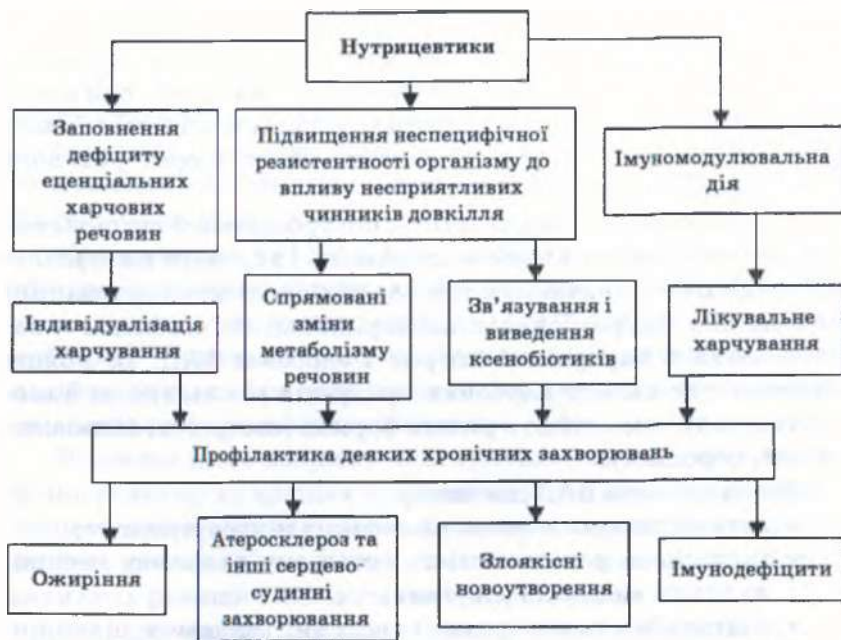 Нутрицевтики
Заповнення
дефіциту
еценціальних
харчових
речовин
Підвищення неспецифічної
резистентності організму до
впливу несприятливих
чинників довкілля
Імуномодулювальна
дія
Індивідуалізація
харчування
Спрямовані
зміни
метаболізму
речовин
Зв'язування і
виведення
ксенобіотиків
Лікувальне
харчування
Профілактика деяких хронічних захворювань
Ожиріння
Атеросклероз та
інші серцево-
судинні
захворювання
Злоякісні
новоутворення
Імунодефіцити